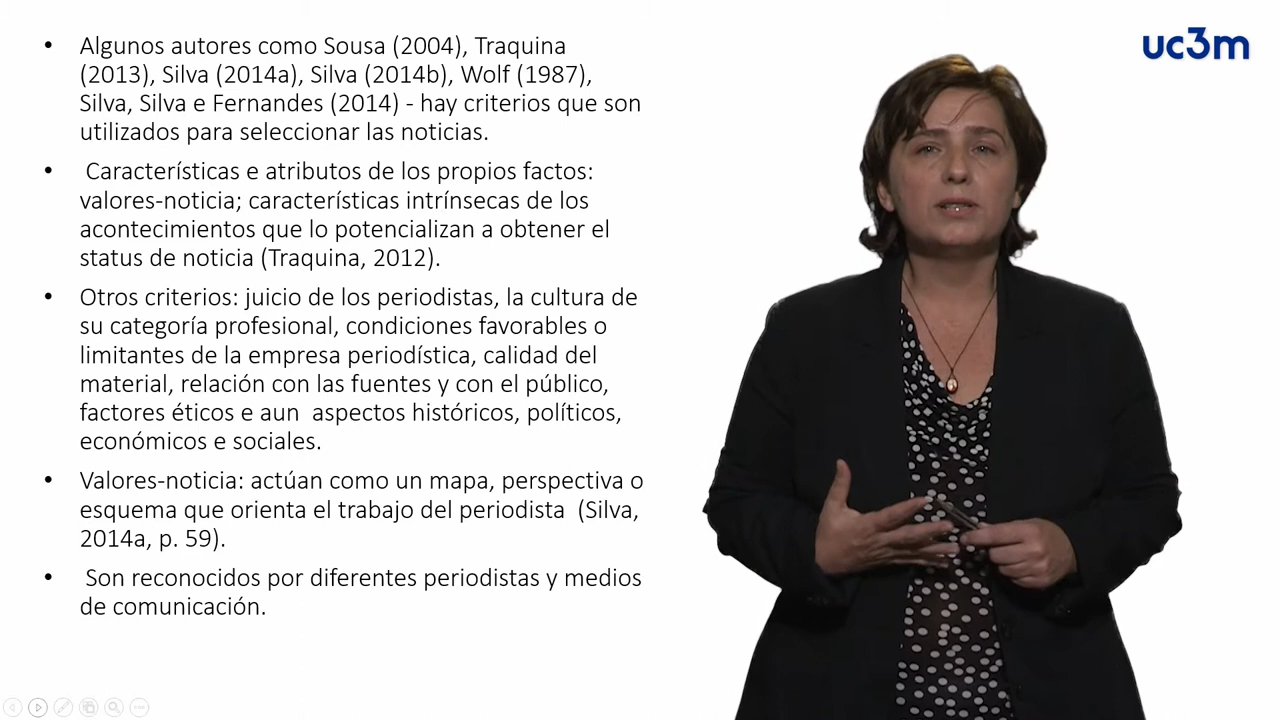 • Algunos autores como Sousa (2004), Traquina
(2013), Silva (2014a), Silva (2014b), Wolf (1987),
Silva, Silva e Fernandes (2014) - hay criterios que son
utilizados para seleccionar las noticias.
• Características e atributos de los propios factos:
valores-noticia; características intrínsecas de los
acontecimientos que lo potencializan a obtener el
status de noticia (Traquina, 2012).
• Otros criterios: juicio de los periodistas, la cultura de
su categoría profesional, condiciones favorables o
limitantes de la empresa periodística, calidad del
material, relación con las fuentes y con el público,
factores éticos e aun aspectos históricos, políticos,
económicos e sociales.
• Valores-noticia: actúan como un mapa, perspectiva o
esquema que orienta el trabajo del periodista (Silva,
2014a, p. 59).
• Son reconocidos por diferentes periodistas y medios
de comunicación.
uc3m